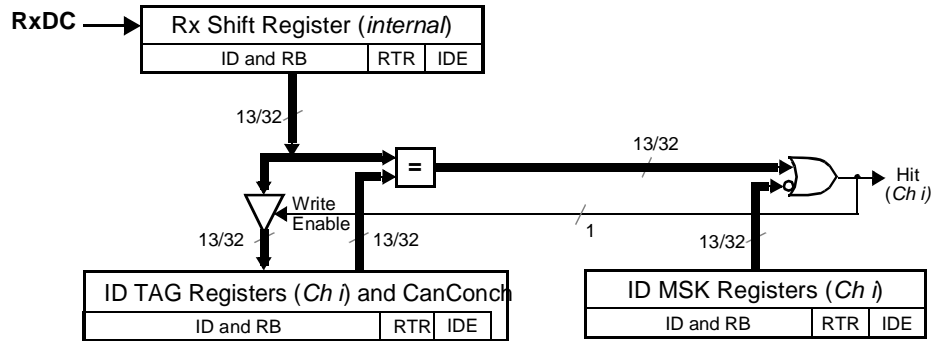 RxDC
Rx Shift Register (internal)
ID and RB RTR IDE
13/32
=
13/32
Hit
(Ch i)
Write
Enable
1
13/32
13/32
13/32
ID TAG Registers (Ch i) and CanConch
ID and RB RTR IDE
ID MSK Registers (Ch i)
ID and RB RTR IDE